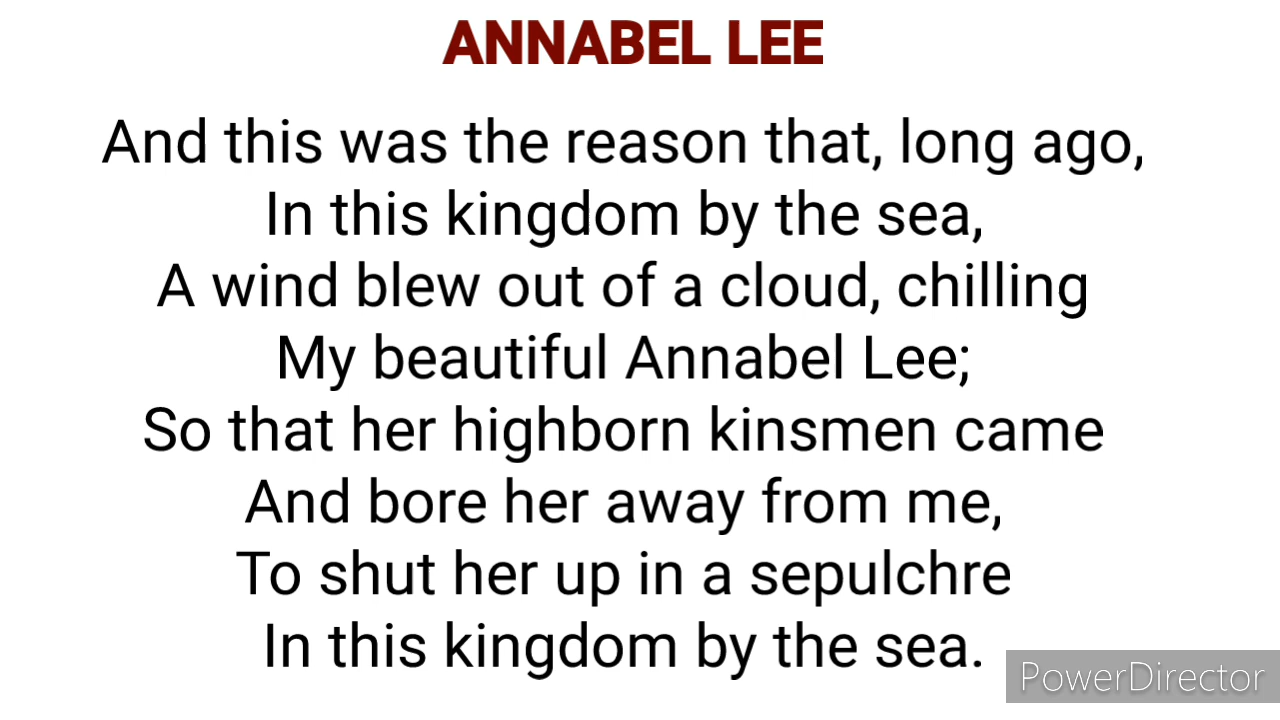 ANNABEL LEE
And this was the reason that, long ago,
In this kingdom by the sea,
A wind blew out of a cloud, chilling
My beautiful Annabel Lee;
So that her highborn kinsmen came
And bore her away from me,
To shut her up in a sepulchre
In this kingdom by the sea.
PowerDirector